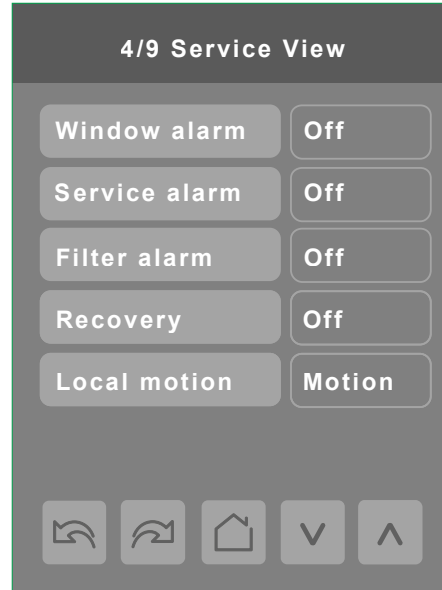 4/9 Service View
Window alarm Off
Service alarm Off
Filter alarm Off
Recovery Off
Local motion Motion